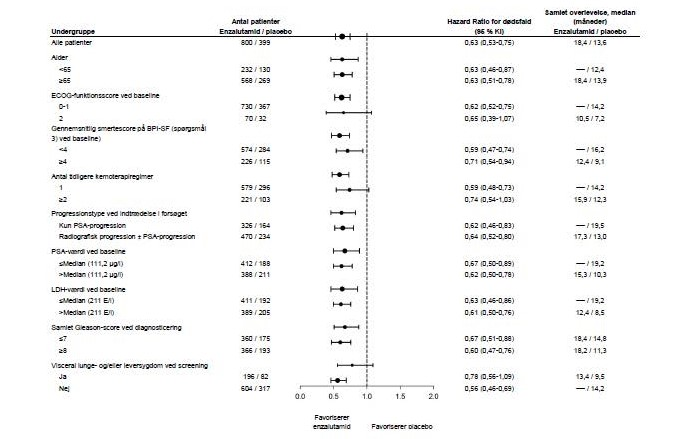 Undergruppe Antal patienter Enzalutamid / placebo Hazard Ratio for dødsfald (95 % KI) Samlet overlevelse, median (måneder) Enzalutamid / placebo
Alle patienter 800 / 399 0,63 (0,53-0,75) 18,4 / 13,6
Alder
<65 232 / 130 0,63 (0,46-0,87) — / 12,4
≥65 568 / 269 0,63 (0,51-0,78) 18,4 / 13,9
ECOG-funktionsscore ved baseline
0-1 730 / 367 0,62 (0,52-0,75) — / 14,2
2 70 / 32 0,65 (0,39-1,07) 10,5 / 7,2
Gennemsnitlig smertescore på BPI-SF (spørgsmål
3) ved baseline)
<4 574 / 284 0,59 (0,47-0,74) — / 16,2
≥4 226 / 115 0,71 (0,54-0,94) 12,4 / 9,1
Antal tidligere kemoterapiregimer
1 579 / 296 0,59 (0,48-0,73) — / 14,2
≥2 221 / 103 0,74 (0,54-1,03) 15,9 / 12,3
Progressionstype ved indtrædelse i forsøget
Kun PSA-progression 326 / 164 0,62 (0,46-0,83) — / 19,5
Radiografisk progression ± PSA-progression 470 / 234 0,64 (0,52-0,80) 17,3 / 13,0
PSA-værdi ved baseline
≤Median (111,2 µg/l) 412 / 188 0,67 (0,50-0,89) — / 19,2
>Median (111,2 µg/l) 388 / 211 0,62 (0,50-0,78) 15,3 / 10,3
LDH-værdi ved baseline
≤Median (211 E/l) 411 / 192 0,63 (0,46-0,86) — / 19,2
>Median (211 E/l) 389 / 205 0,61 (0,50-0,76) 12,4 / 8,5
Samlet Gleason-score ved diagnosticering
≤7 360 / 175 0,67 (0,51-0,88) 18,4 / 14,8
≥8 366 / 193 0,60 (0,47-0,76) 18,2 / 11,3
Visceral lunge- og/eller leversygdom ved screening
Ja 196 / 82 0,78 (0,56-1,09) 13,4 / 9,5
Nej 604 / 317 0,56 (0,46-0,69) — / 14,2
0.0 0.5 1.0 1.5 2.0
Favoriserer
enzalutamid Favoriserer placebo